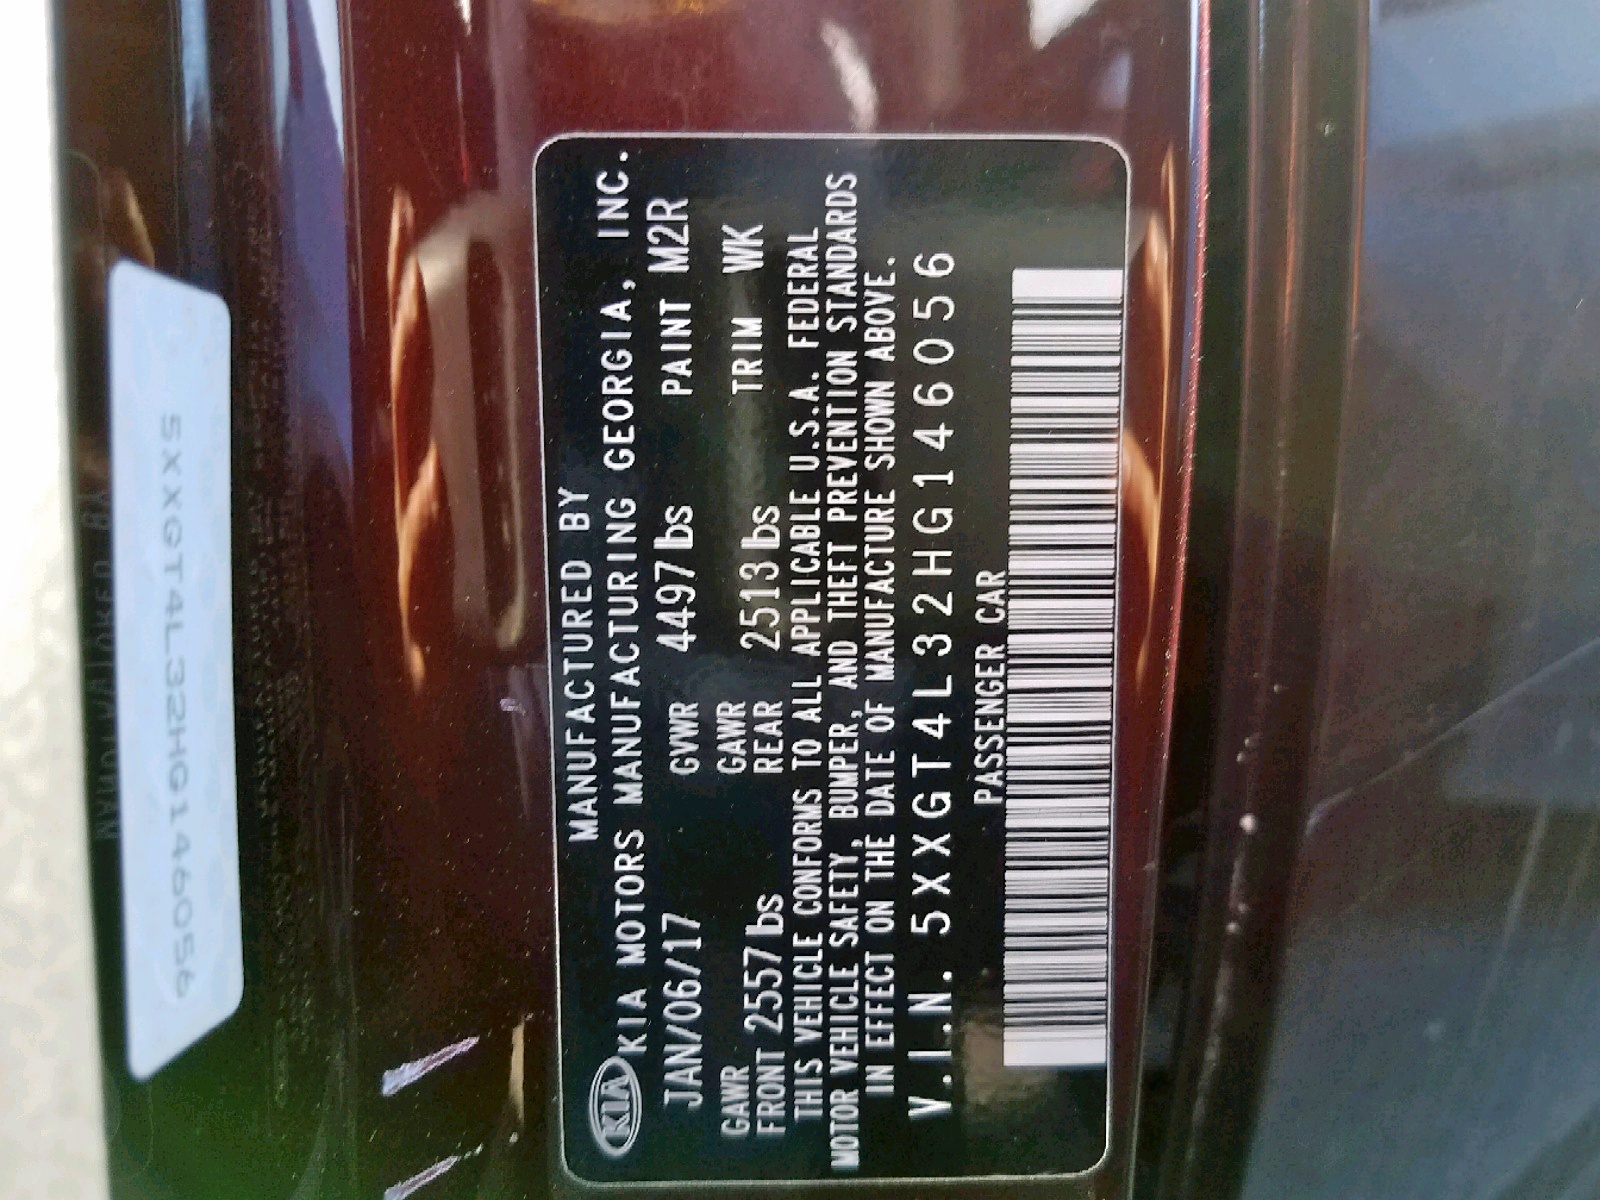 MANUFACTURED BY
KIA KIA MOTORS MANUFACTURING GEORGIA, INC.
JAN/06/17 GVWR 4497 lbs PAINT M2R
GAWR FRONT 2557 lbs GAWR REAR 2513 lbs TRIM WK
THIS VEHICLE CONFORMS TO ALL APPLICABLE U.S.A. FEDERAL
MOTOR VEHICLE SAFETY, BUMPER, AND THEFT PREVENTION STANDARDS
IN EFFECT ON THE DATE OF MANUFACTURE SHOWN ABOVE.
V.I.N. 5XXGT4L32HG146056
PASSENGER CAR
5XXGT4L32HG146056